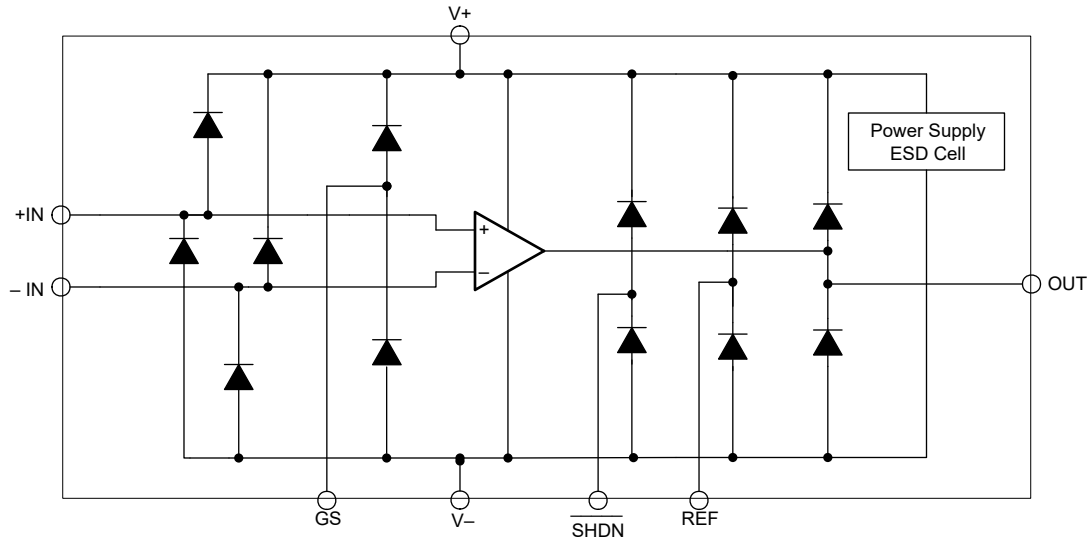 V+
Power Supply
ESD Cell
+IN
+
– IN
–
OUT
GS
V–
SHDN
REF